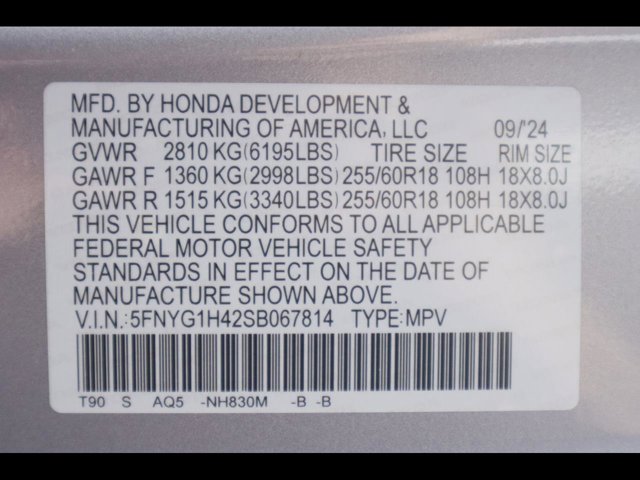 MFD. BY HONDA DEVELOPMENT &
MANUFACTURING OF AMERICA, LLC 09/'24
GVWR 2810 KG(6195LBS) TIRE SIZE RIM SIZE
GAWR F 1360 KG(2998LBS) 255/60R18 108H 18X8.0J
GAWR R 1515 KG(3340LBS) 255/60R18 108H 18X8.0J
THIS VEHICLE CONFORMS TO ALL APPLICABLE
FEDERAL MOTOR VEHICLE SAFETY
STANDARDS IN EFFECT ON THE DATE OF
MANUFACTURE SHOWN ABOVE.
V.I.N.:5FNYG1H42SB067814 TYPE:MPV
T90 S AQ5 -NH830M -B -B